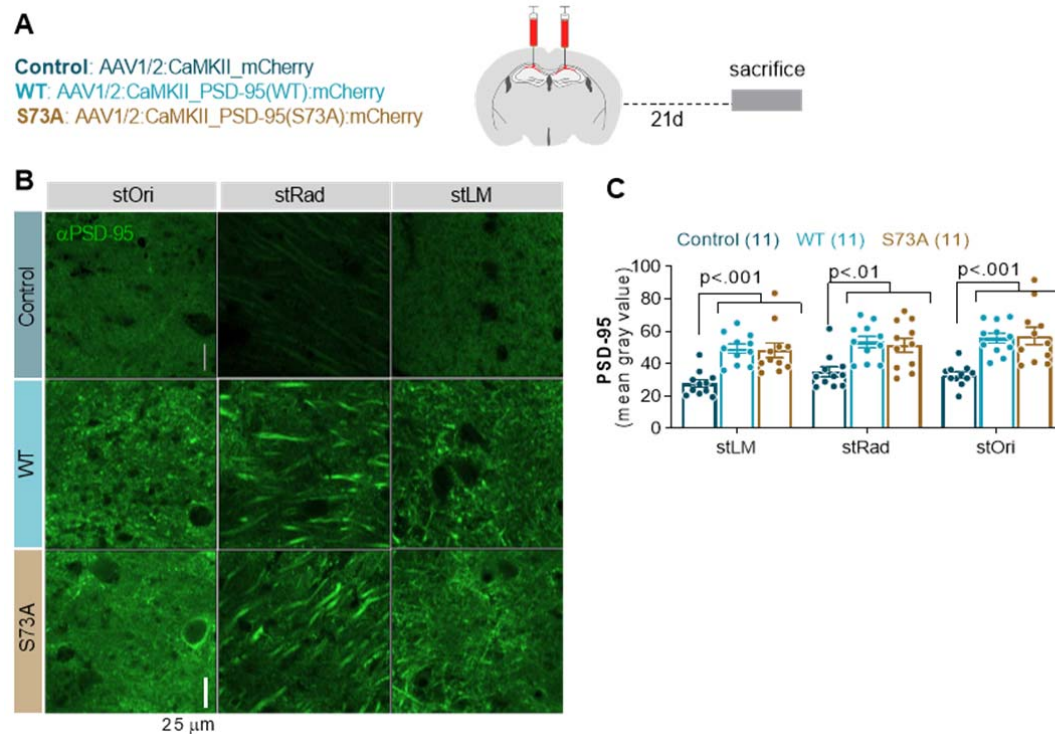 A
Control: AAV1/2:CaMKII_mCherry
WT: AAV1/2:CaMKII_PSD-95(WT):mCherry
S73A: AAV1/2:CaMKII_PSD-95(S73A):mCherry
21d
sacrifice
B
stOri stRad stLM
αPSD-95
Control
WT
S73A
25 µm
C
Control (11) WT (11) S73A (11)
p<.001 p<.01 p<.001
PSD-95
(mean gray value)
100
80
60
40
20
0
stLM stRad stOri